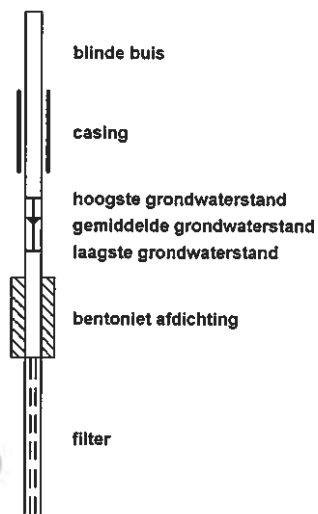 blinde buis
casing
hoogste grondwaterstand
gemiddelde grondwaterstand
laagste grondwaterstand
bentoniet afdichting
filter